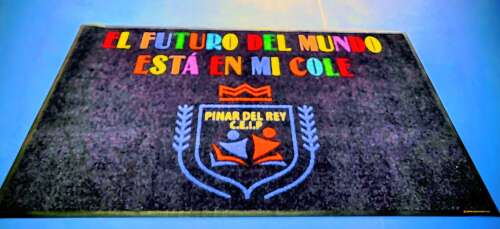 EL FUTURO DEL MUNDO
ESTÁ EN MI COLE
PINAR DEL REY
C.E.I.P